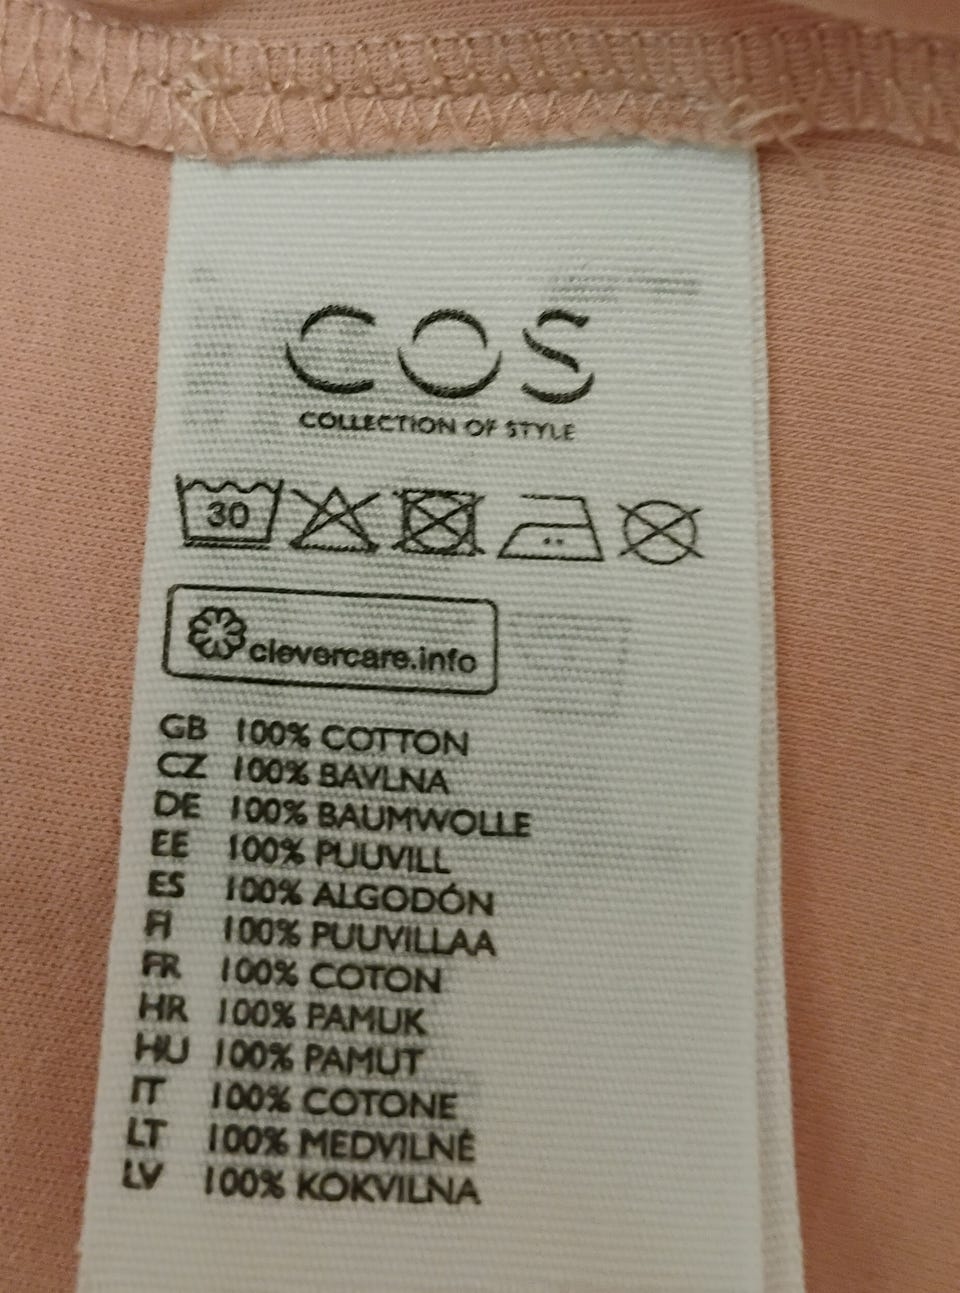 COS
COLLECTION OF STYLE
30
clevercare.info
GB 100% COTTON
CZ 100% BAVLNA
DE 100% BAUMWOLLE
EE 100% PUUVILL
ES 100% ALGODÓN
FI 100% PUUVILLAA
FR 100% COTON
HR 100% PAMUK
HU 100% PAMUT
IT 100% COTONE
LT 100% MEDVILNĖ
LV 100% KOKVILNA